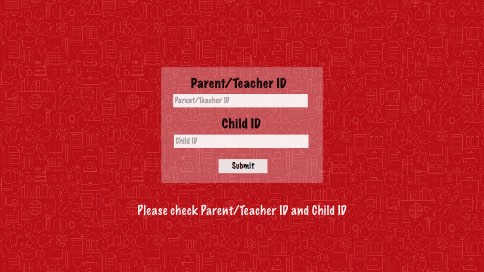 Parent/Teacher ID
Parent/Teacher ID
Child ID
Child ID
Submit
Please check Parent/Teacher ID and Child ID